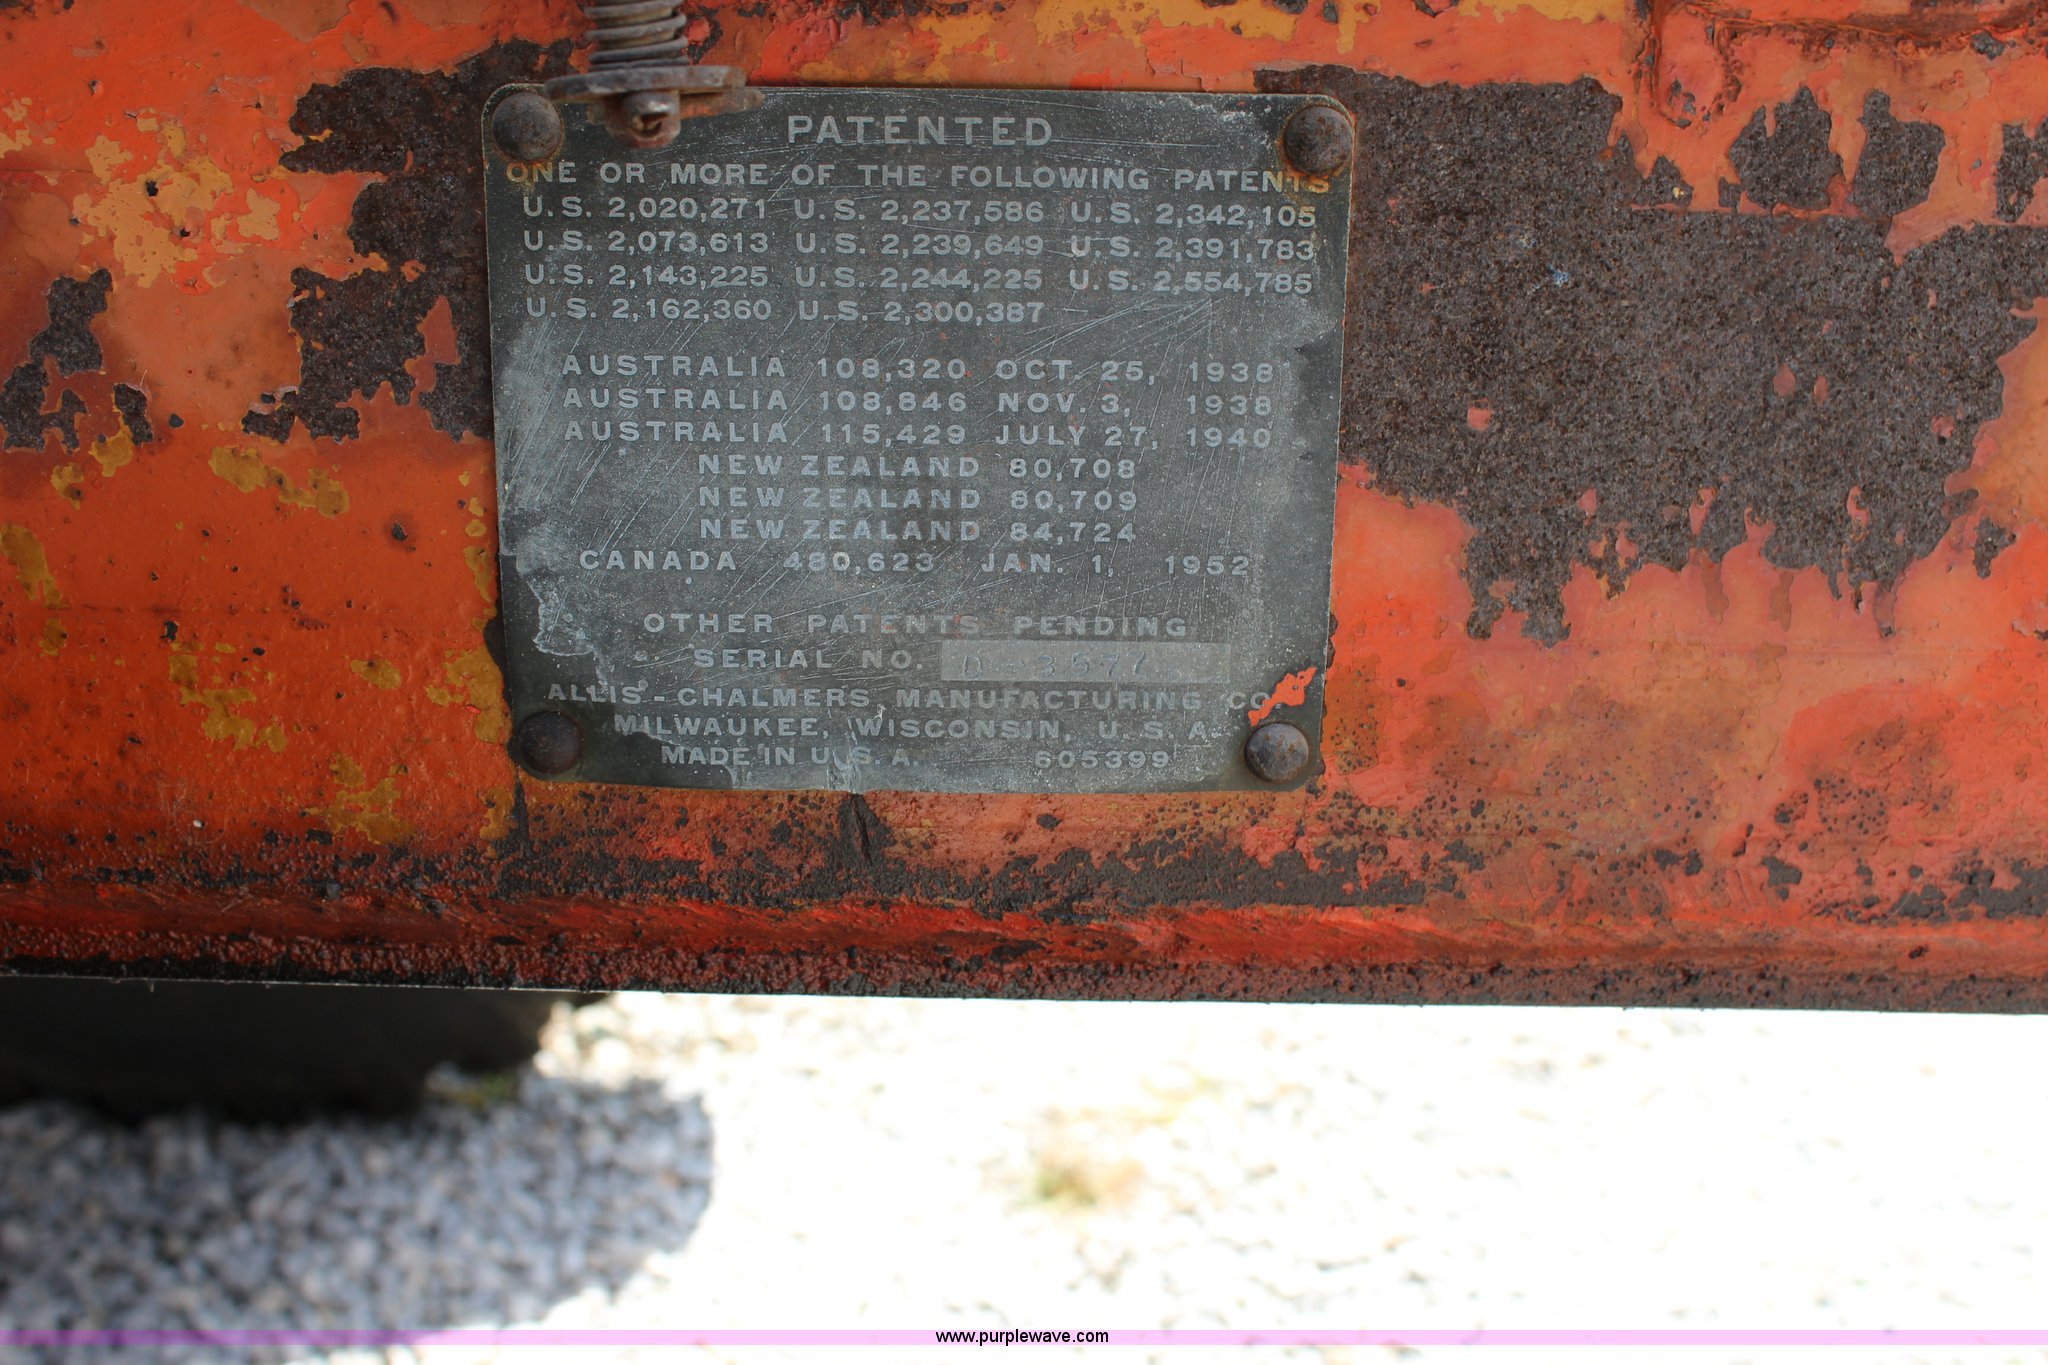 PATENTED
ONE OR MORE OF THE FOLLOWING PATENTS
U.S. 2,020,271 U.S. 2,237,586 U.S. 2,342,105
U.S. 2,073,613 U.S. 2,239,649 U.S. 2,391,783
U.S. 2,143,225 U.S. 2,244,225 U.S. 2,554,785
U.S. 2,162,360 U.S. 2,300,387
AUSTRALIA 108,320 OCT. 25, 1938
AUSTRALIA 108,846 NOV. 3, 1938
AUSTRALIA 115,429 JULY 27, 1940
NEW ZEALAND 80,708
NEW ZEALAND 80,709
NEW ZEALAND 84,724
CANADA 480,623 JAN. 1, 1952
OTHER PATENTS PENDING
SERIAL NO. D-3571
ALLIS-CHALMERS MANUFACTURING CO.
MILWAUKEE, WISCONSIN, U.S.A.
MADE IN U.S.A. 605399
www.purplewave.com